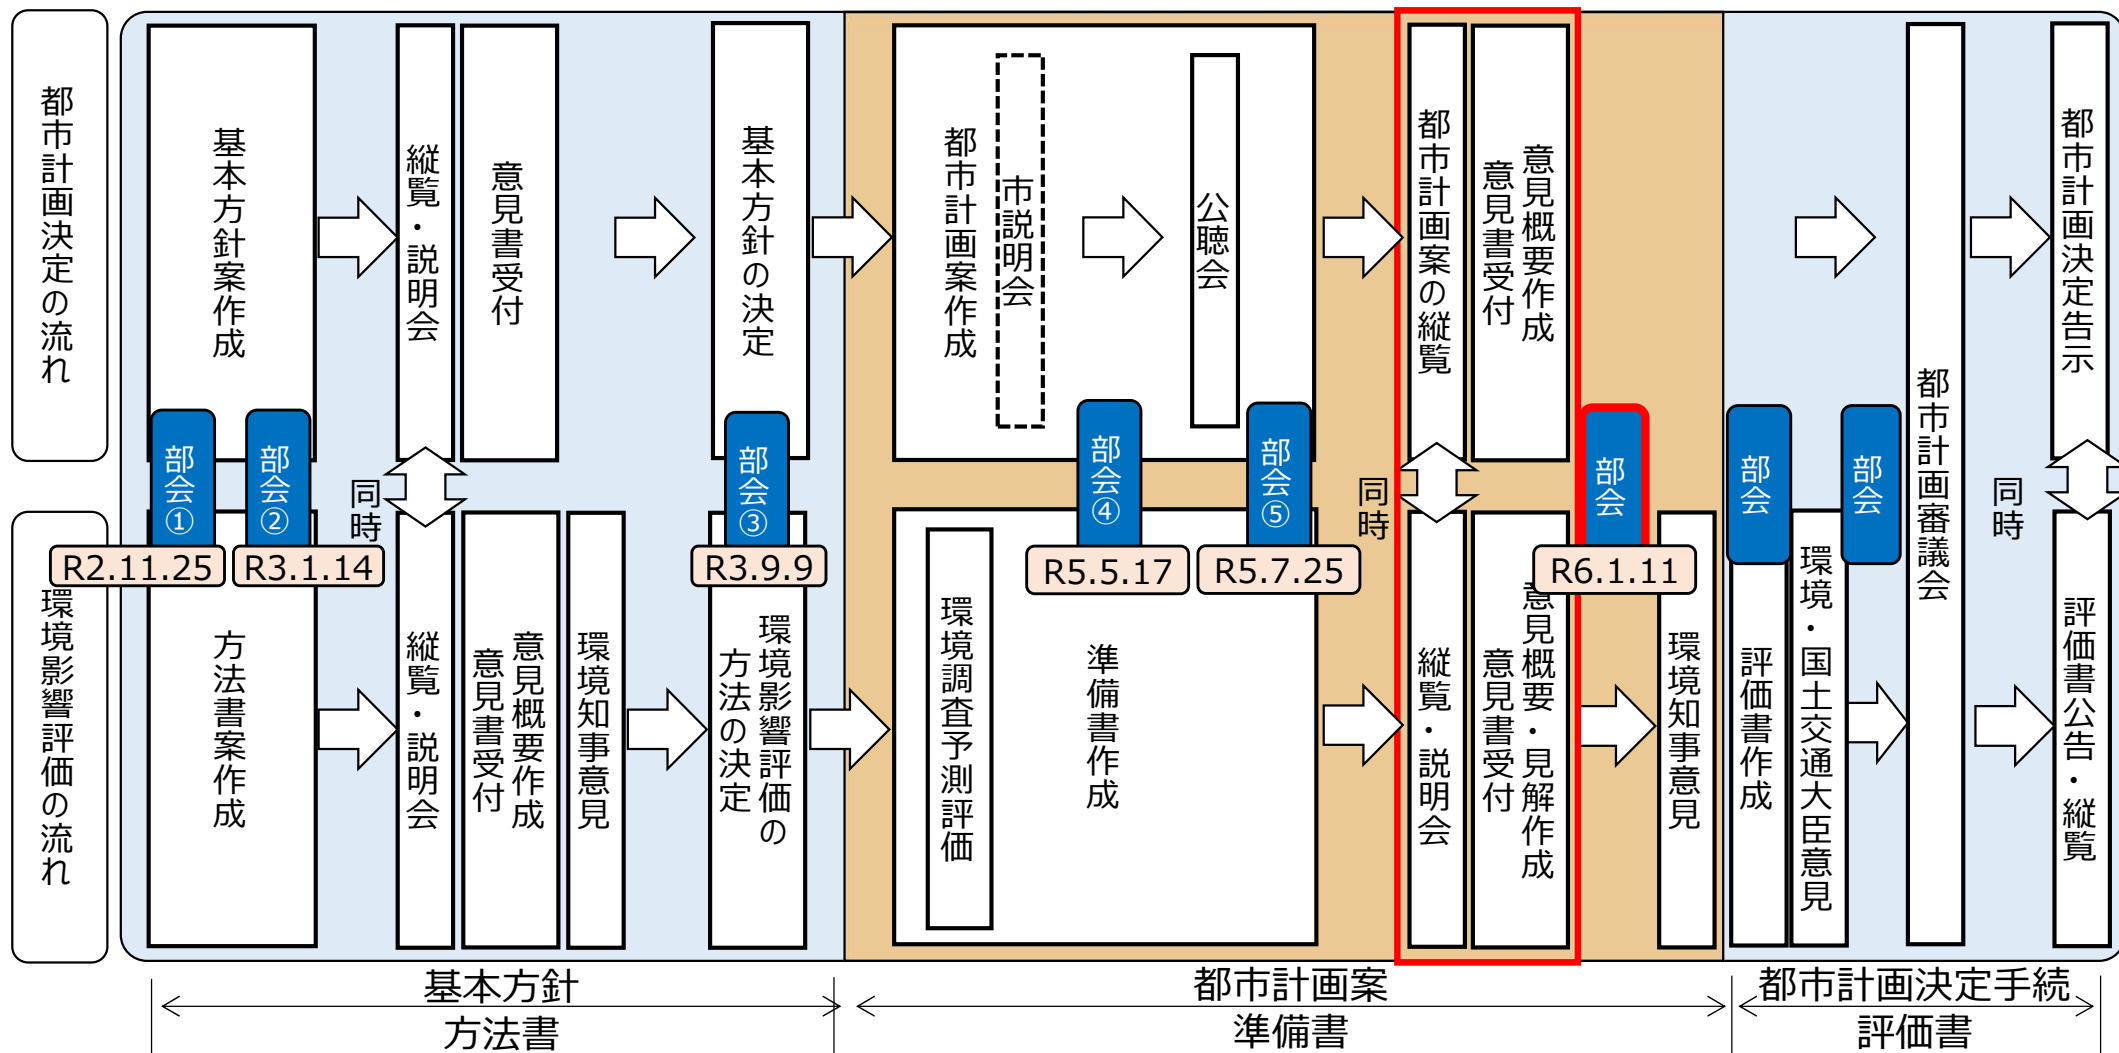 都市計画決定の流れ
基本方針案作成
縦覧・説明会
意見書受付
基本方針の決定
都市計画案作成
市説明会
公聴会
都市計画案の縦覧
意見概要作成
意見書受付
都市計画審議会
都市計画決定告示
部会①
部会②
同時
部会③
部会④
部会⑤
同時
部会
部会
部会
同時
R2.11.25
R3.1.14
R3.9.9
R5.5.17
R5.7.25
R6.1.11
環境影響評価の流れ
方法書案作成
縦覧・説明会
意見概要作成
意見書受付
環境知事意見
環境影響評価の
方法の決定
環境調査予測評価
準備書作成
縦覧・説明会
意見概要・見解作成
意見書受付
環境知事意見
評価書作成
環境・国土交通大臣意見
評価書公告・縦覧
基本方針
方法書
都市計画案
準備書
都市計画決定手続
評価書